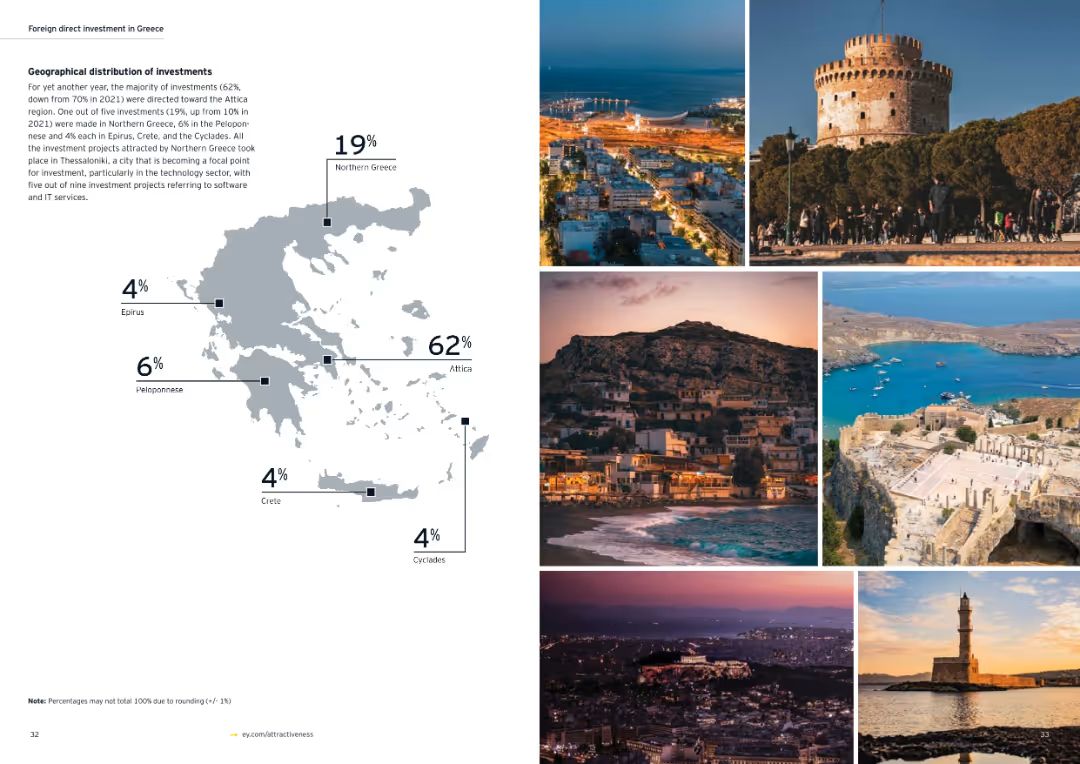 Foreign direct investment in Greece
Geographical distribution of investments
For yet another year, the majority of investments (62%,
down from 70% in 2021) were directed toward the Attica
region. One out of five investments (19%, up from 10% in
2021) were made in Northern Greece, 6% in the Pelopon-
nese and 4% each in Epirus, Crete, and the Cyclades. All
the investment projects attracted by Northern Greece took
place in Thessaloniki, a city that is becoming a focal point
for investment, particularly in the technology sector, with
five out of nine investment projects referring to software
and IT services.
19%
Northern Greece
4%
Epirus
62%
Attica
6%
Peloponnese
4%
Crete
4%
Cyclades
Note: Percentages may not total 100% due to rounding (+/- 1%)
32
ey.com/attractiveness
33